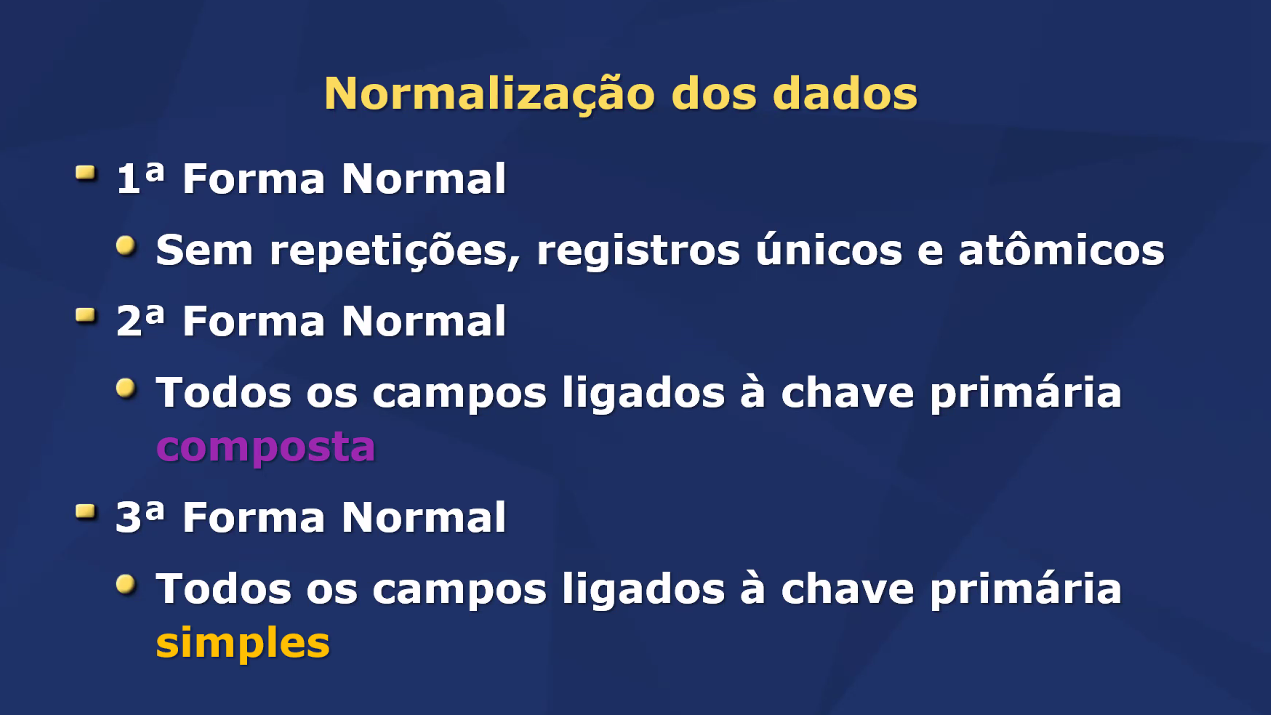 Normalização dos dados
1ª Forma Normal
Sem repetições, registros únicos e atômicos
2ª Forma Normal
Todos os campos ligados à chave primária
composta
3ª Forma Normal
Todos os campos ligados à chave primária
simples